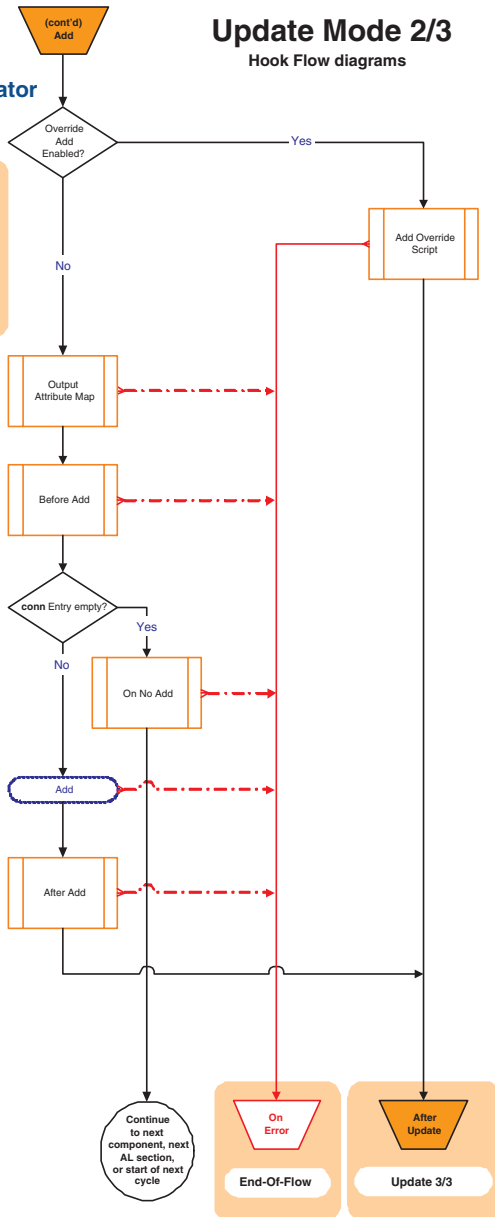 (cont'd)
Add
Update Mode 2/3
Hook Flow diagrams
Override
Add
Enabled?
Yes
Add Override
Script
No
Output
Attribute Map
Before Add
conn Entry empty?
Yes
No
On No Add
Add
After Add
Continue
to next
component, next
AL section,
or start of next
cycle
On
Error
After
Update
End-Of-Flow
Update 3/3